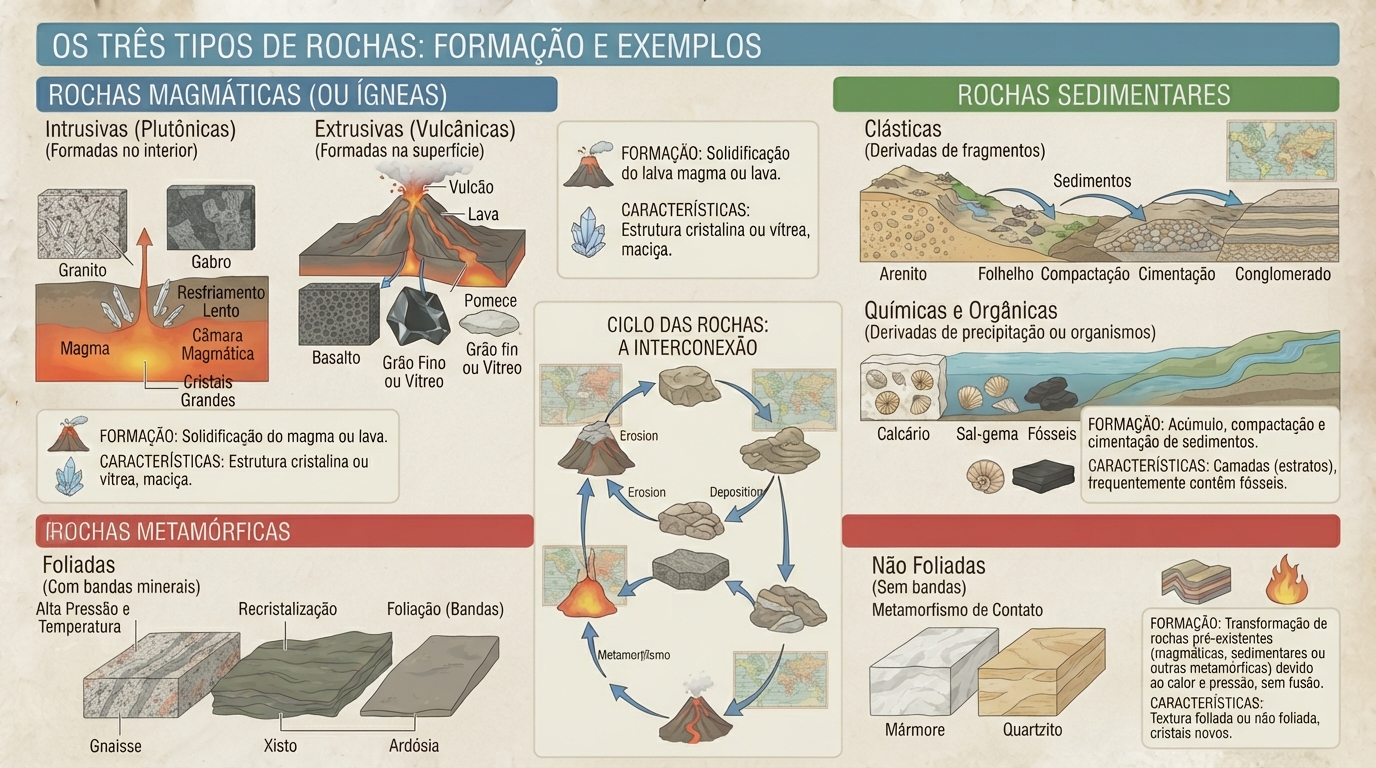 OS TRÊS TIPOS DE ROCHAS: FORMAÇÃO E EXEMPLOS
ROCHAS MAGMÁTICAS (OU ÍGNEAS)
Intrusivas (Plutônicas)
(Formadas no interior)
Granito
Gabro
Resfriamento
Lento
Magma
Câmara
Magmática
Cristais
Grandes
Extrusivas (Vulcânicas)
(Formadas na superfície)
Vulcão
Lava
Basalto
Grão Fino
ou Vítreo
Pomece
Grão fin
ou Vítreo
FORMAÇÃO: Solidificação do magma ou lava.
CARACTERÍSTICAS: Estrutura cristalina ou
vítrea, maciça.
FORMAÇÃO: Solidificação
do lalva magma ou lava.
CARACTERÍSTICAS:
Estrutura cristalina ou vítrea,
maciça.
CICLO DAS ROCHAS:
A INTERCONEXÃO
Erosion
Erosion
Deposition
ROCHAS SEDIMENTARES
Clásticas
(Derivadas de fragmentos)
Sedimentos
Arenito
Folhelho
Compactação
Cimentação
Conglomerado
Químicas e Orgânicas
(Derivadas de precipitação ou organismos)
Calcário
Sal-gema
Fósseis
FORMAÇÃO: Acúmulo, compactação e
cimentação de sedimentos.
CARACTERÍSTICAS: Camadas (estratos),
frequentemente contêm fósseis.
ROCHAS METAMÓRFICAS
Foliadas
(Com bandas minerais)
Alta Pressão e
Temperatura
Recristalização
Foliação (Bandas)
Gnaisse
Xisto
Ardósia
Não Foliadas
(Sem bandas)
Metamorfismo de Contato
Mármore
Quartzito
FORMAÇÃO: Transformação de
rochas pré-existentes
(magmáticas, sedimentares ou
outras metamórficas) devido
ao calor e pressão, sem fusão.
CARACTERÍSTICAS:
Textura follada ou não foliada,
cristais novos.